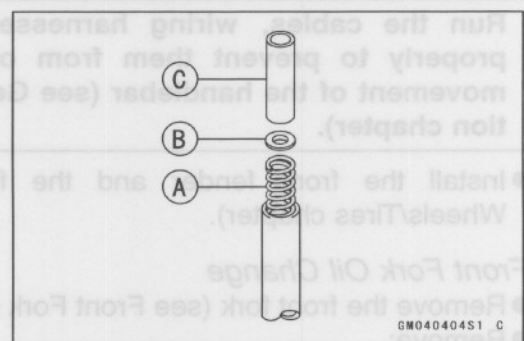 Run the cables, wiring harnesse
properly to prevent them from o
movement of the handlebar (see Ge
tion chapter).
•Install the front fender and the f
Wheels/Tires chapter).
Front Fork Oil Change
•Remove the front fork (see Front Fork
•Remove:
C
B
A
GM040404S1 C